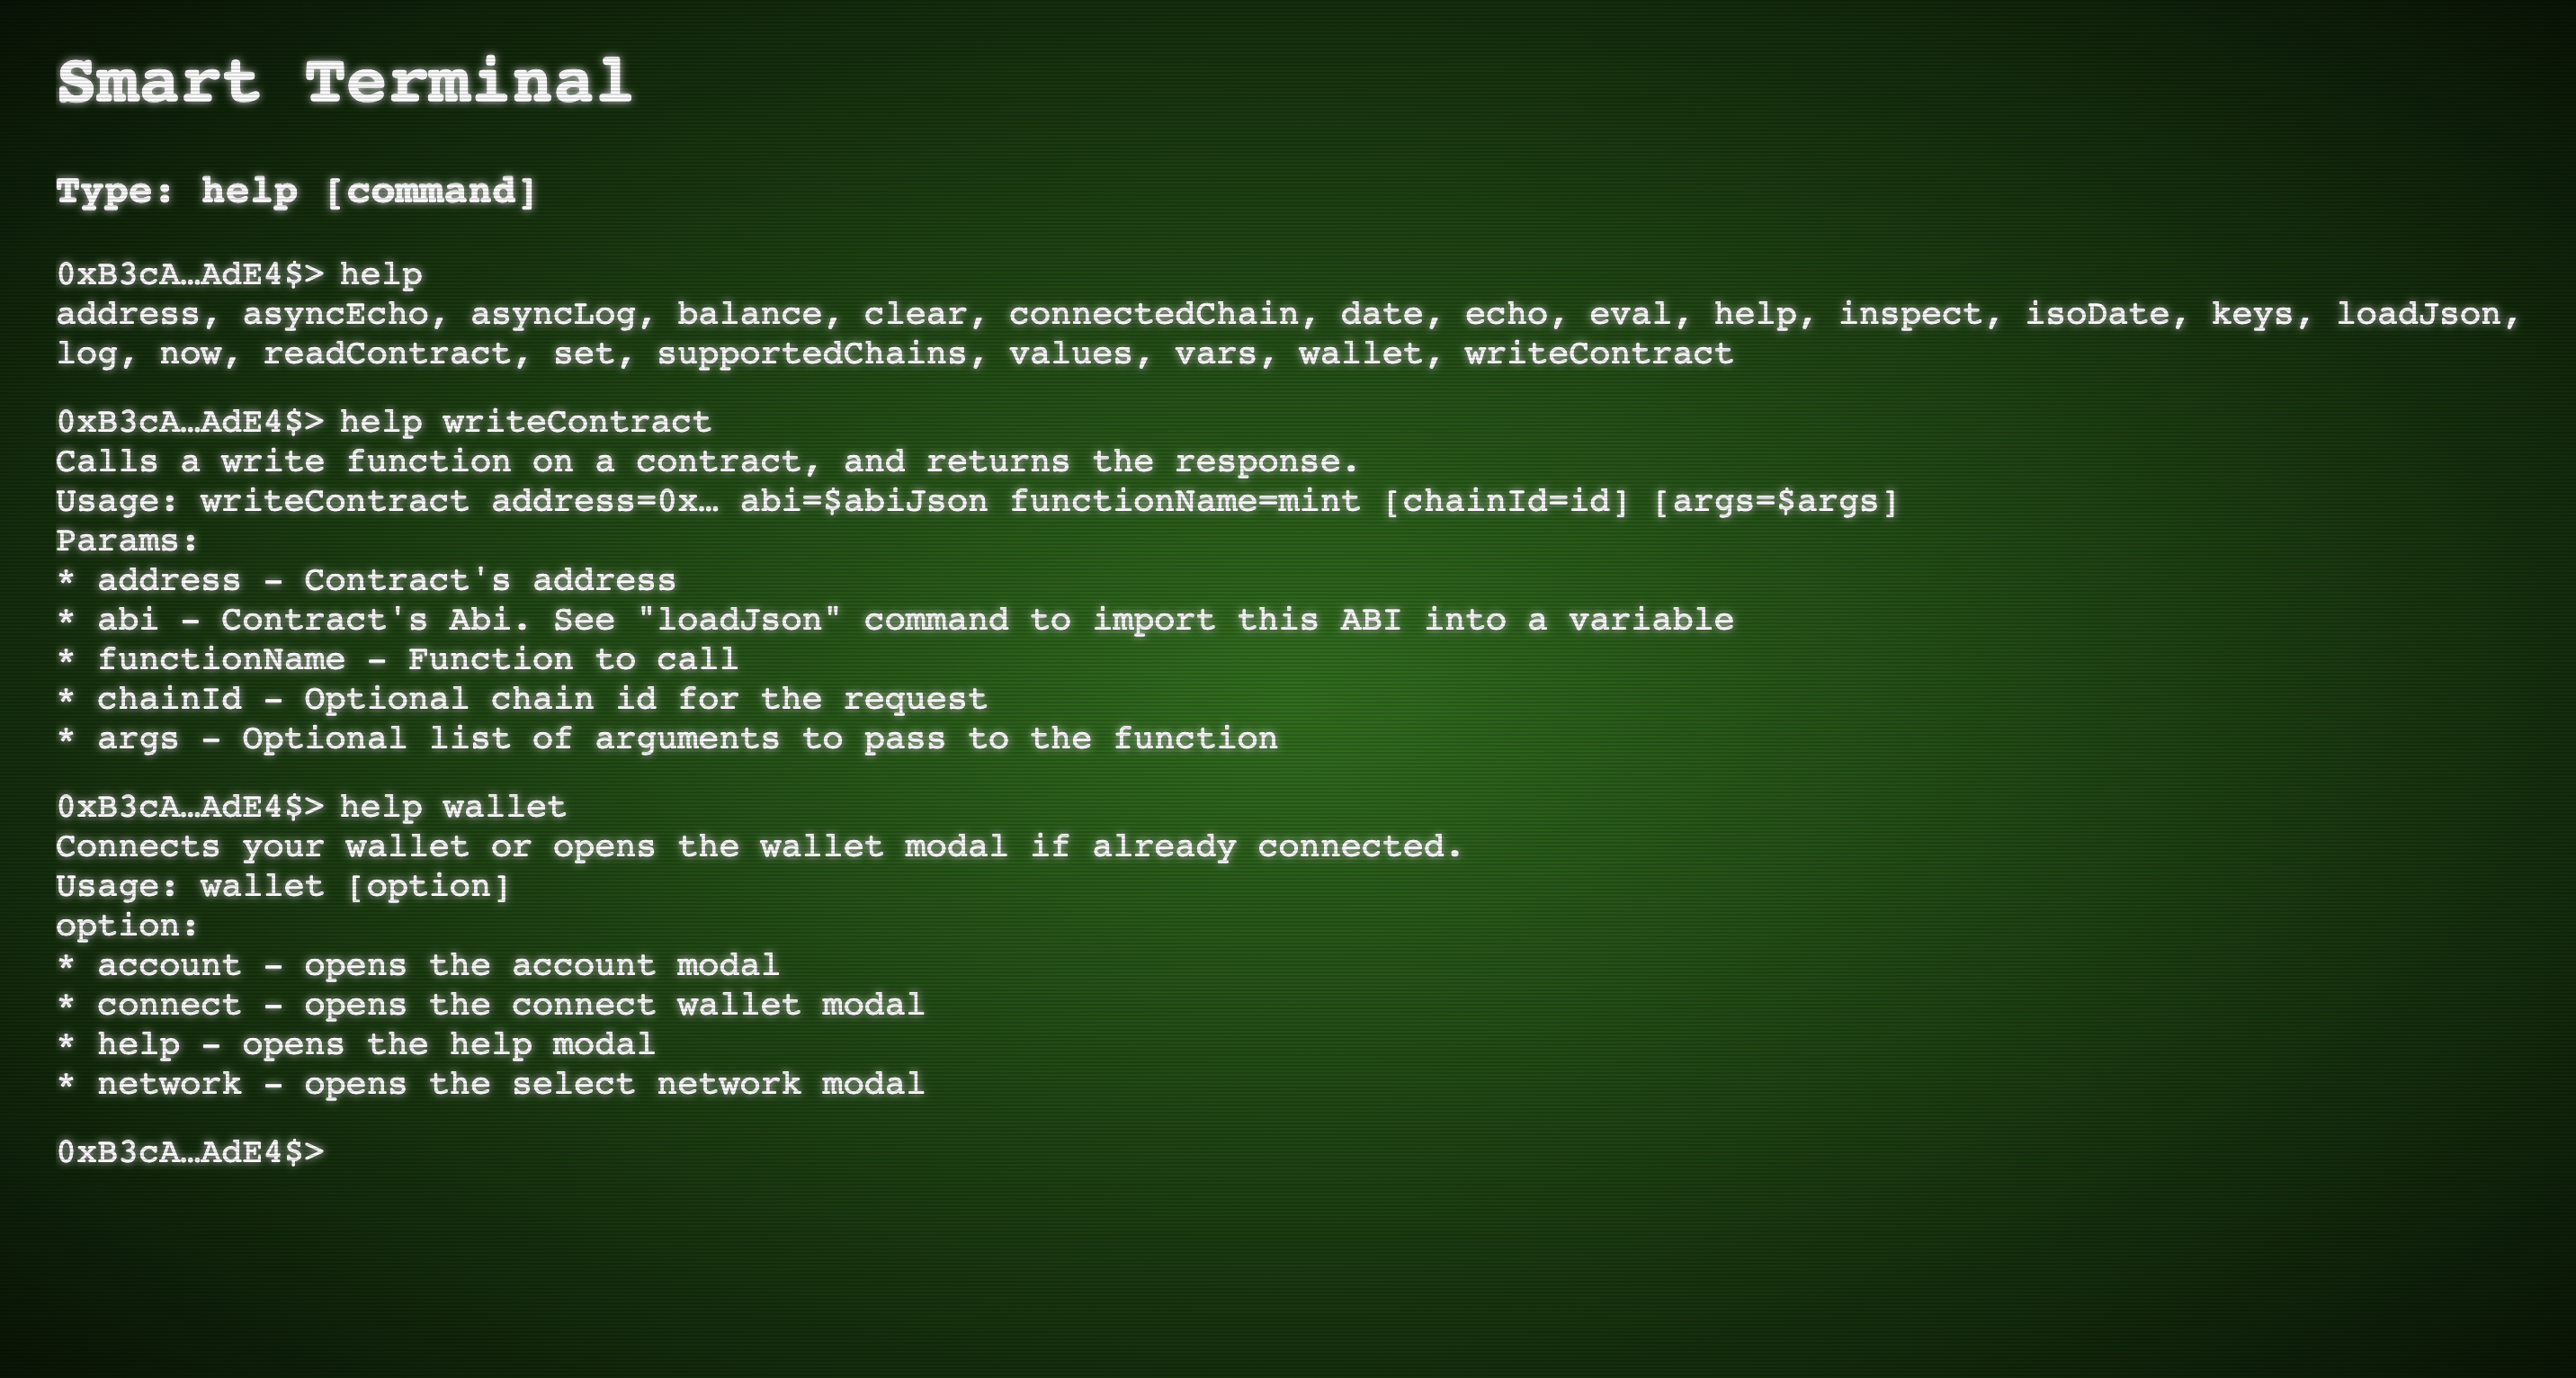 Smart Terminal
Type: help [command]
0xB3cA…AdE4$> help
address, asyncEcho, asyncLog, balance, clear, connectedChain, date, echo, eval, help, inspect, isoDate, keys, loadJson,
log, now, readContract, set, supportedChains, values, vars, wallet, writeContract
0xB3cA…AdE4$> help writeContract
Calls a write function on a contract, and returns the response.
Usage: writeContract address=0x… abi=$abiJson functionName=mint [chainId=id] [args=$args]
Params:
* address – Contract's address
* abi – Contract's Abi. See "loadJson" command to import this ABI into a variable
* functionName – Function to call
* chainId – Optional chain id for the request
* args – Optional list of arguments to pass to the function
0xB3cA…AdE4$> help wallet
Connects your wallet or opens the wallet modal if already connected.
Usage: wallet [option]
option:
* account – opens the account modal
* connect – opens the connect wallet modal
* help – opens the help modal
* network – opens the select network modal
0xB3cA…AdE4$>